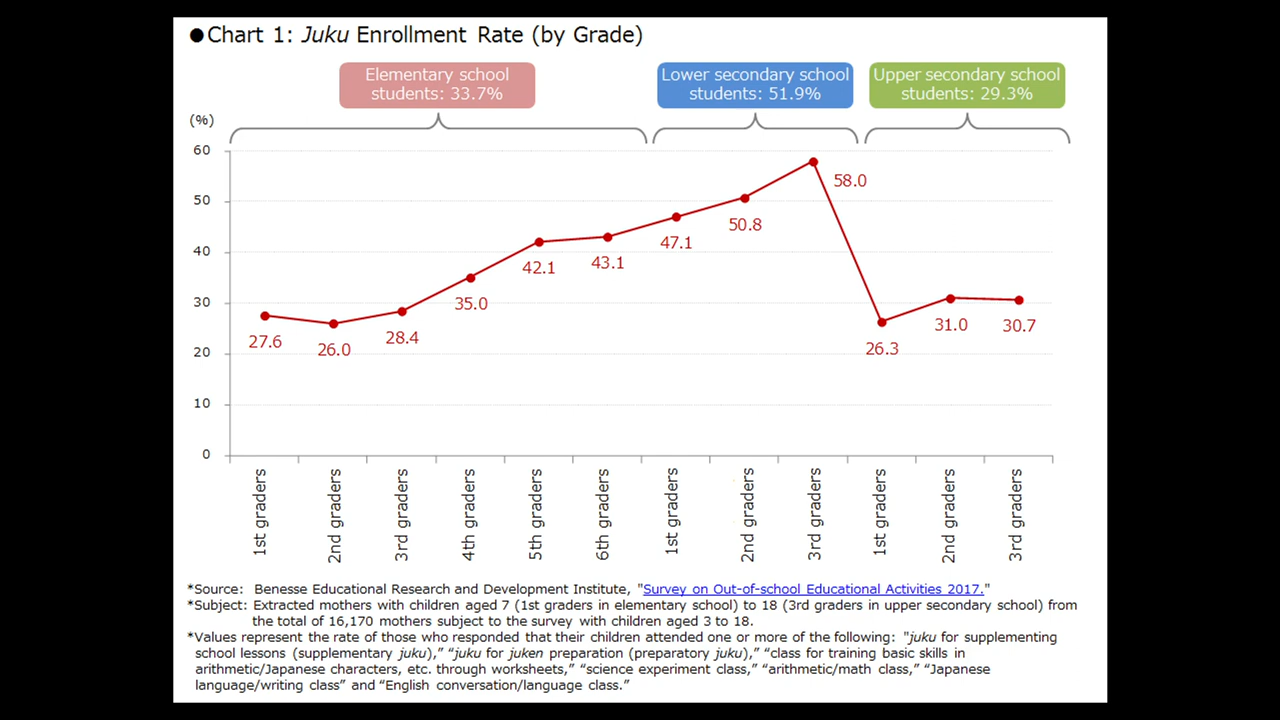 ●Chart 1: Juku Enrollment Rate (by Grade)
Elementary school
students: 33.7%
Lower secondary school
students: 51.9%
Upper secondary school
students: 29.3%
(%)
60
50
40
30
20
10
0
27.6
26.0
28.4
35.0
42.1
43.1
47.1
50.8
58.0
26.3
31.0
30.7
1st graders
2nd graders
3rd graders
4th graders
5th graders
6th graders
1st graders
2nd graders
3rd graders
1st graders
2nd graders
3rd graders
*Source: Benesse Educational Research and Development Institute, "Survey on Out-of-school Educational Activities 2017."
*Subject: Extracted mothers with children aged 7 (1st graders in elementary school) to 18 (3rd graders in upper secondary school) from
the total of 16,170 mothers subject to the survey with children aged 3 to 18.
*Values represent the rate of those who responded that their children attended one or more of the following: "juku for supplementing
school lessons (supplementary juku),” “juku for juken preparation (preparatory juku),” “class for training basic skills in
arithmetic/Japanese characters, etc. through worksheets,” “science experiment class,” “arithmetic/math class,” “Japanese
language/writing class” and “English conversation/language class.”